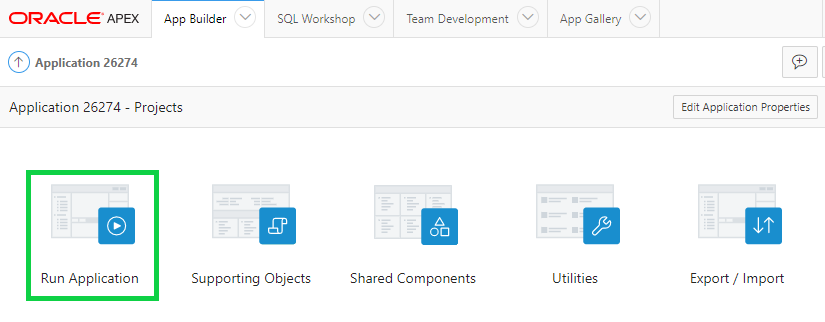 ORACLE APEX App Builder SQL Workshop Team Development App Gallery
Application 26274
Application 26274 - Projects Edit Application Properties
Run Application Supporting Objects Shared Components Utilities Export / Import